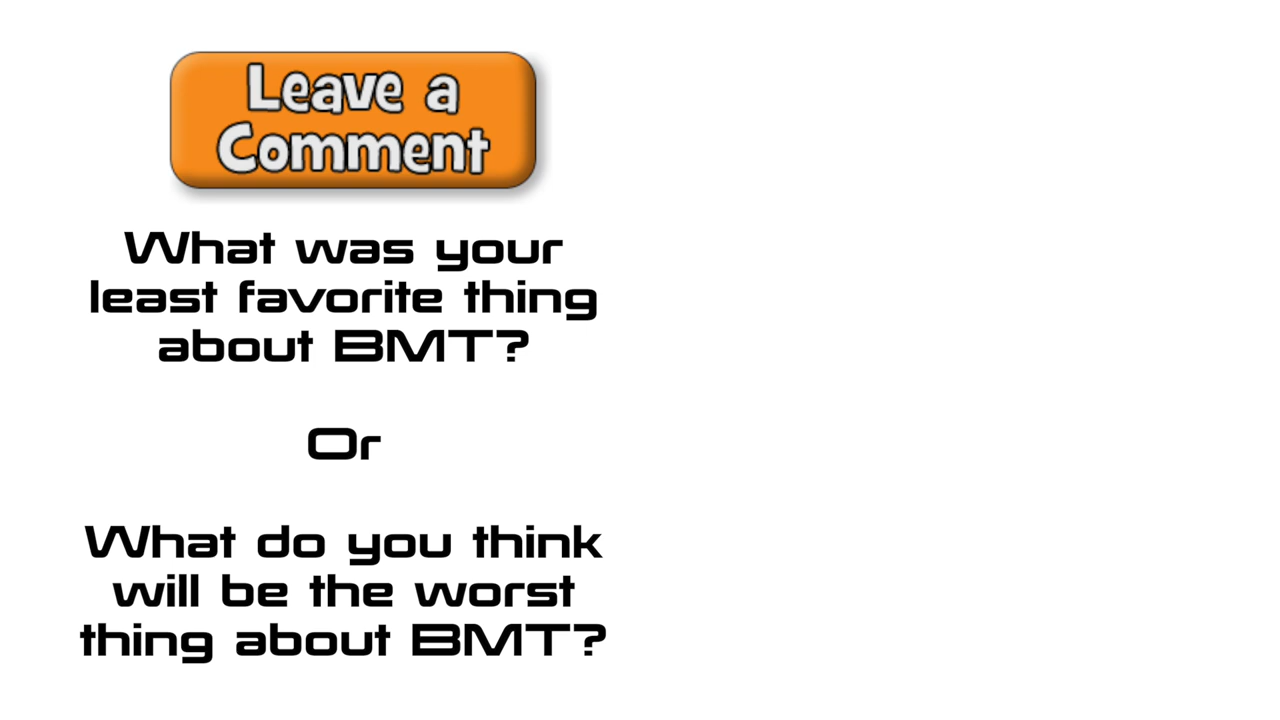 Leave a
Comment
What was your
least favorite thing
about BMT?
Or
What do you think
will be the worst
thing about BMT?